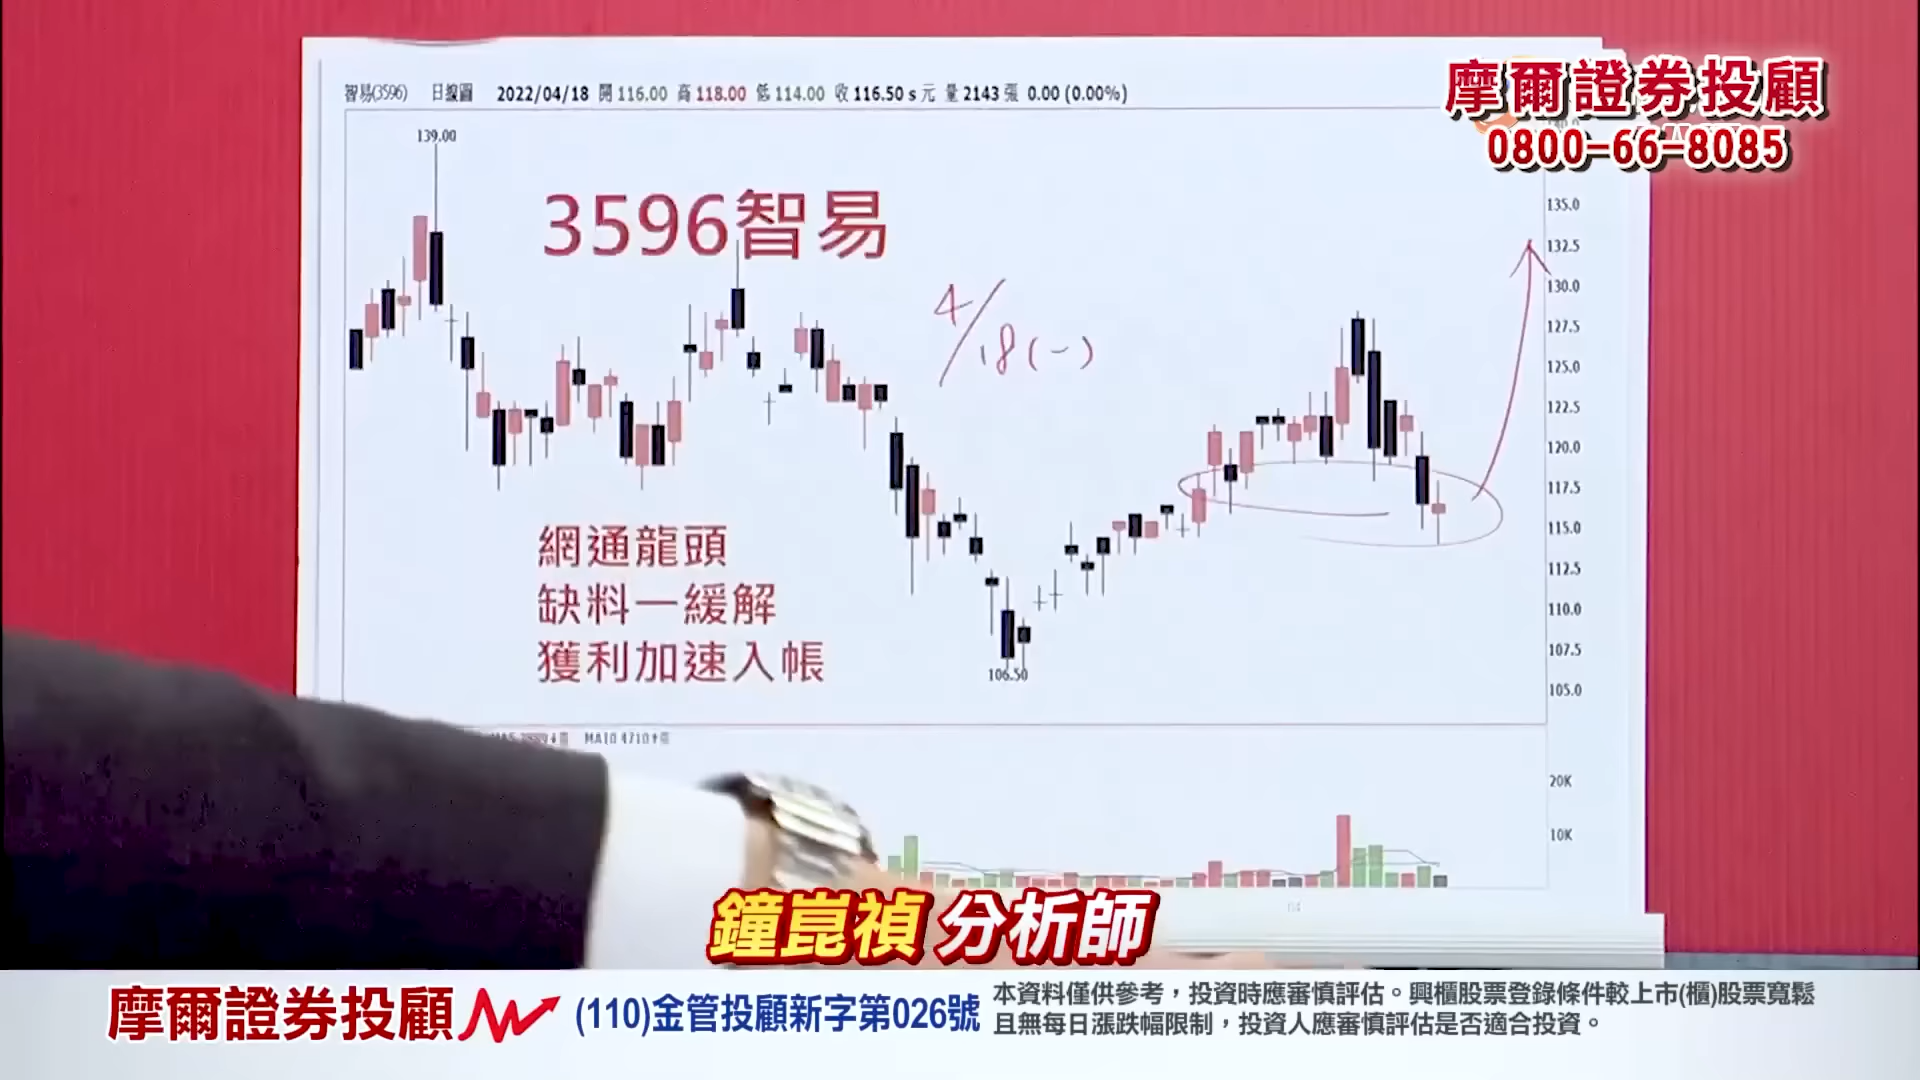 智易(3596) 日線圖 2022/04/18 開 116.00 高 118.00 低 114.00 收 116.50 s 元 量 2143 張 0.00 (0.00%)
摩爾證券投顧
0800-66-8085
139.00
3596智易
4/18(一)
135.0
132.5
130.0
127.5
125.0
122.5
120.0
117.5
115.0
112.5
110.0
107.5
105.0
網通龍頭
缺料一緩解
獲利加速入帳
106.50
MA10 4710
20K
10K
鐘崑禎 分析師
摩爾證券投顧
(110)金管投顧新字第026號
本資料僅供參考，投資時應審慎評估。興櫃股票登錄條件較上市(櫃)股票寬鬆
且無每日漲跌幅限制，投資人應審慎評估是否適合投資。